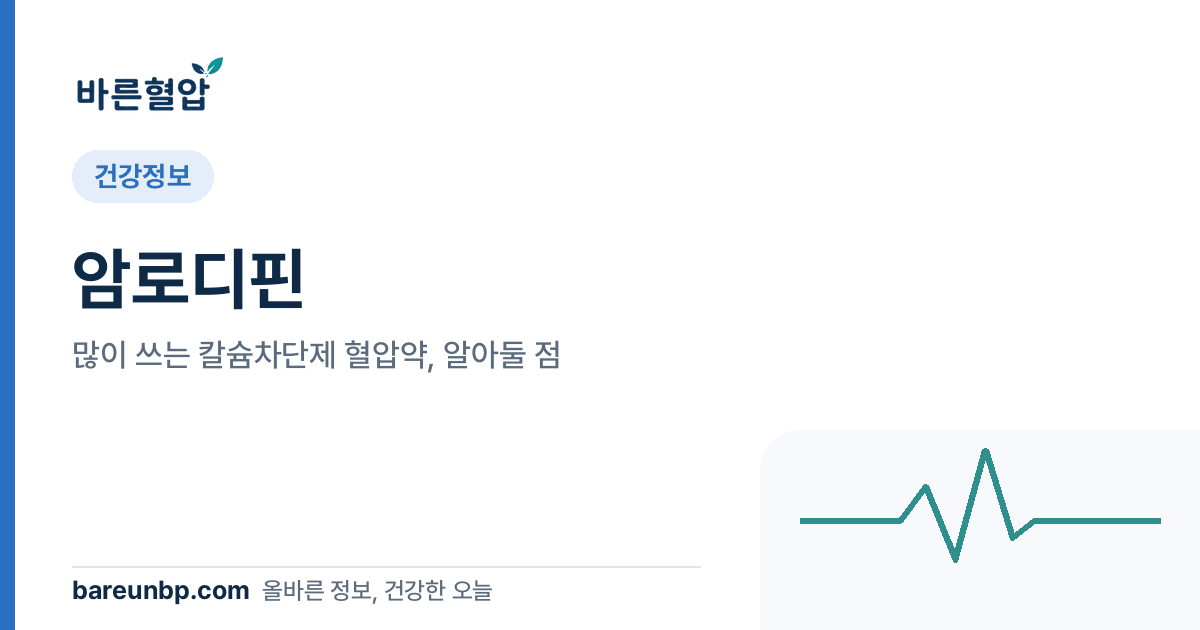 바른혈압
건강정보
암로디핀
많이 쓰는 칼슘차단제 혈압약, 알아둘 점
bareunbp.com 올바른 정보, 건강한 오늘